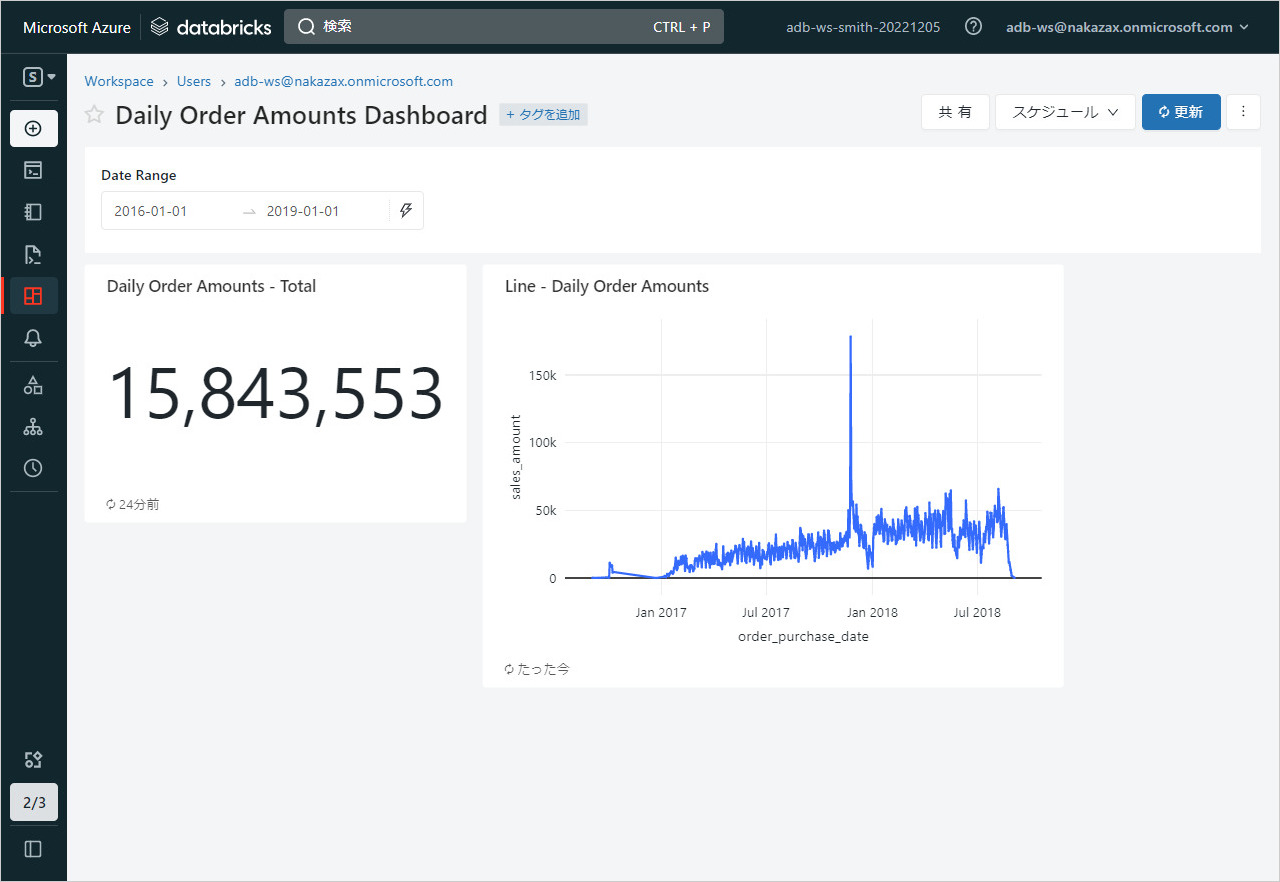 Microsoft Azure databricks 検索 CTRL + P adb-ws-smith-20221205 adb-ws@nakazax.onmicrosoft.com
S
Workspace › Users › adb-ws@nakazax.onmicrosoft.com
Daily Order Amounts Dashboard + タグを追加 共有 スケジュール 更新
Date Range
2016-01-01 → 2019-01-01
Daily Order Amounts - Total
15,843,553
24分前
Line - Daily Order Amounts
150k
100k
50k
0
sales_amount
Jan 2017 Jul 2017 Jan 2018 Jul 2018
order_purchase_date
たった今
2/3